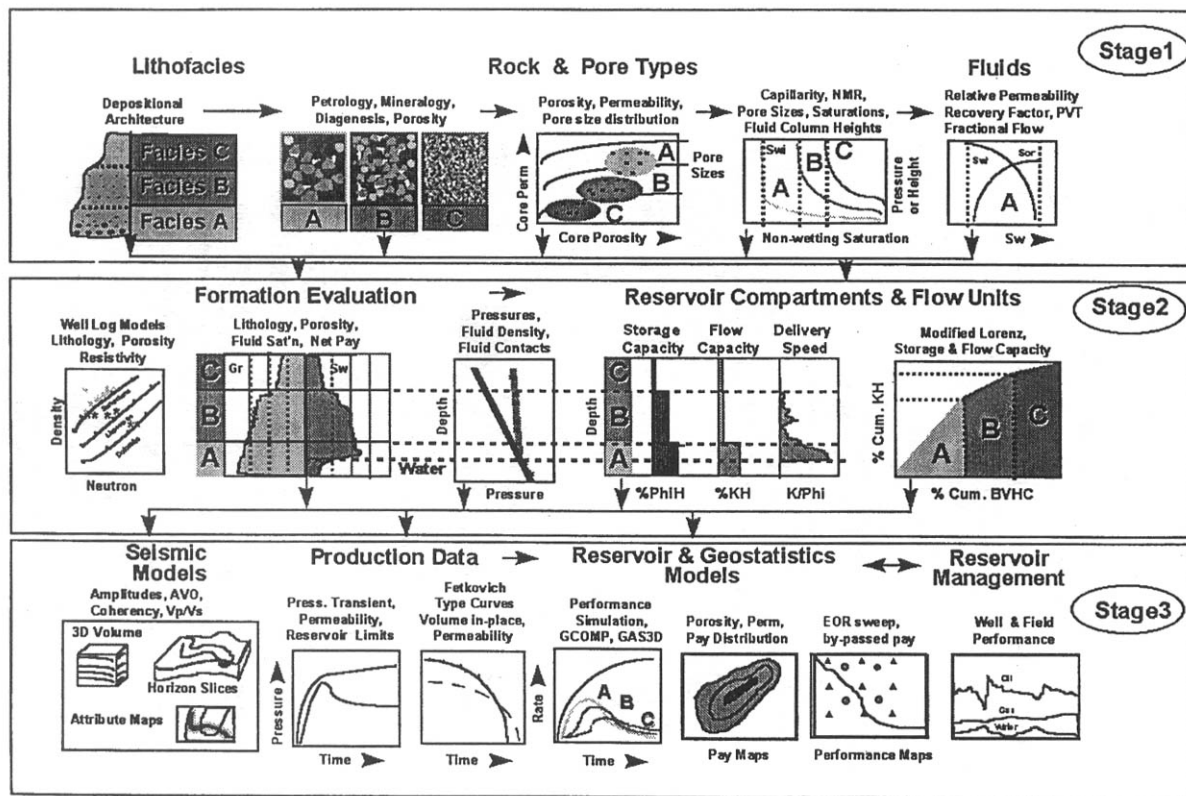 Stage1
Lithofacies
Rock & Pore Types
Fluids
Depositional
Architecture
Facies C
Facies B
Facies A
Petrology, Mineralogy,
Diagenesis, Porosity
A
B
C
Porosity, Permeability,
Pore size distribution
Core Perm
A
B
C
Pore
Sizes
Core Porosity
Capillarity, NMR,
Pore Sizes, Saturations,
Fluid Column Heights
Swi
A
B
C
Pressure
or Height
Non-wetting Saturation
Relative Permeability
Recovery Factor, PVT
Fractional Flow
Swi
Sor
A
Sw
Stage2
Formation Evaluation
Reservoir Compartments & Flow Units
Well Log Models
Lithology, Porosity
Resistivity
Density
Neutron
Lithology, Porosity,
Fluid Sat'n, Net Pay
C
B
A
Gr
Sw
Water
Pressures,
Fluid Density,
Fluid Contacts
Depth
Pressure
Storage
Capacity
Flow
Capacity
Delivery
Speed
Depth
C
B
A
%PhiH
%KH
K/Phi
Modified Lorenz,
Storage & Flow Capacity
% Cum. KH
A
B
C
% Cum. BVHC
Stage3
Seismic
Models
Production Data
Reservoir & Geostatistics
Models
Reservoir
Management
Amplitudes, AVO,
Coherency, Vp/Vs
3D Volume
Horizon Slices
Attribute Maps
Press. Transient,
Permeability,
Reservoir Limits
Pressure
Time
Fetkovich
Type Curves
Volume in-place,
Permeability
Time
Performance
Simulation,
GCOMP, GAS3D
Rate
A
B
C
Time
Porosity, Perm,
Pay Distribution
Pay Maps
EOR sweep,
by-passed pay
Performance Maps
Well & Field
Performance
Oil
Gas
Water